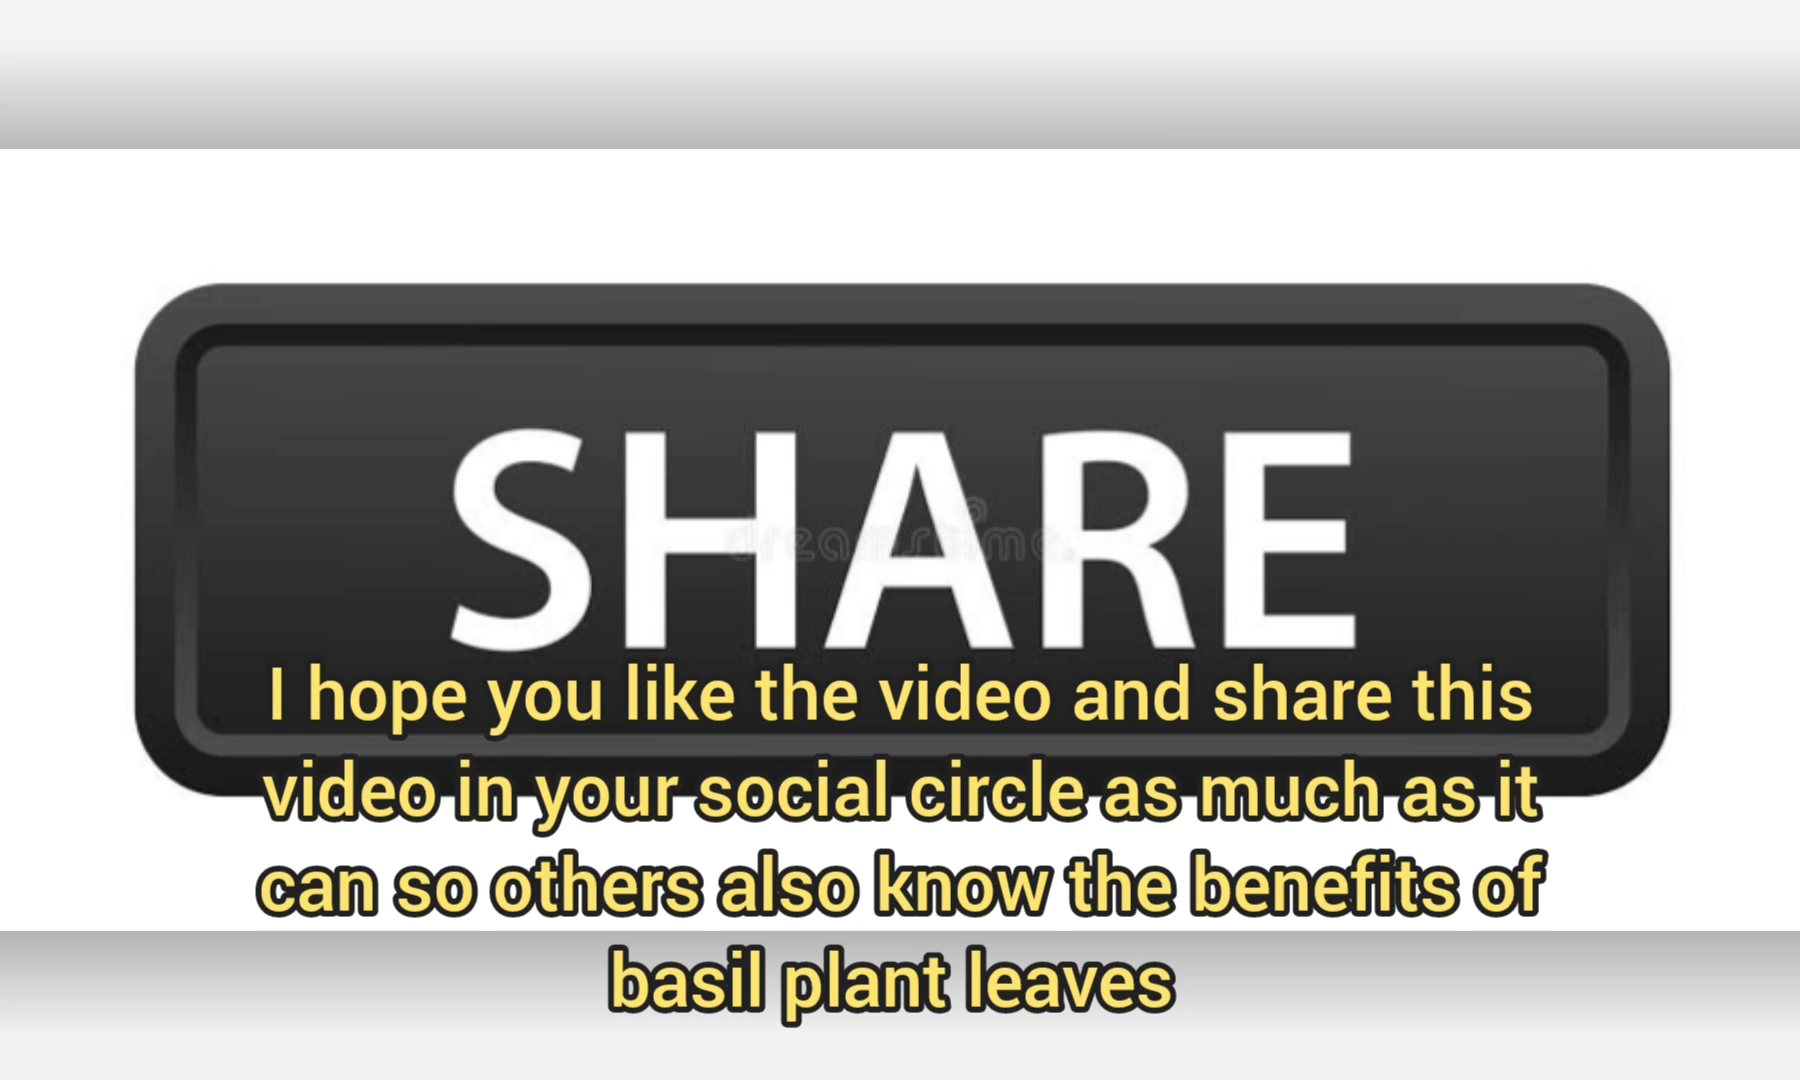 SHARE
dreamstime.
I hope you like the video and share this
video in your social circle as much as it
can so others also know the benefits of
basil plant leaves